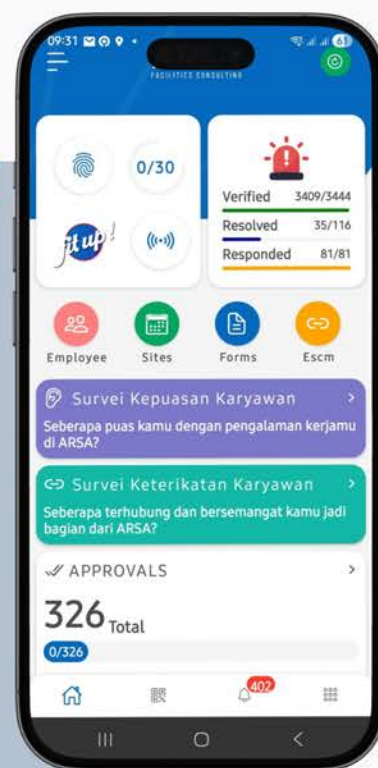 09:31
61
FACILITIES CONSULTING
0/30
fit up!
Verified 3409/3444
Resolved 35/116
Responded 81/81
Employee Sites Forms Escm
Survei Kepuasan Karyawan
Seberapa puas kamu dengan pengalaman kerjamu
di ARSA?
Survei Keterikatan Karyawan
Seberapa terhubung dan bersemangat kamu jadi
bagian dari ARSA?
APPROVALS
326 Total
0/326
402